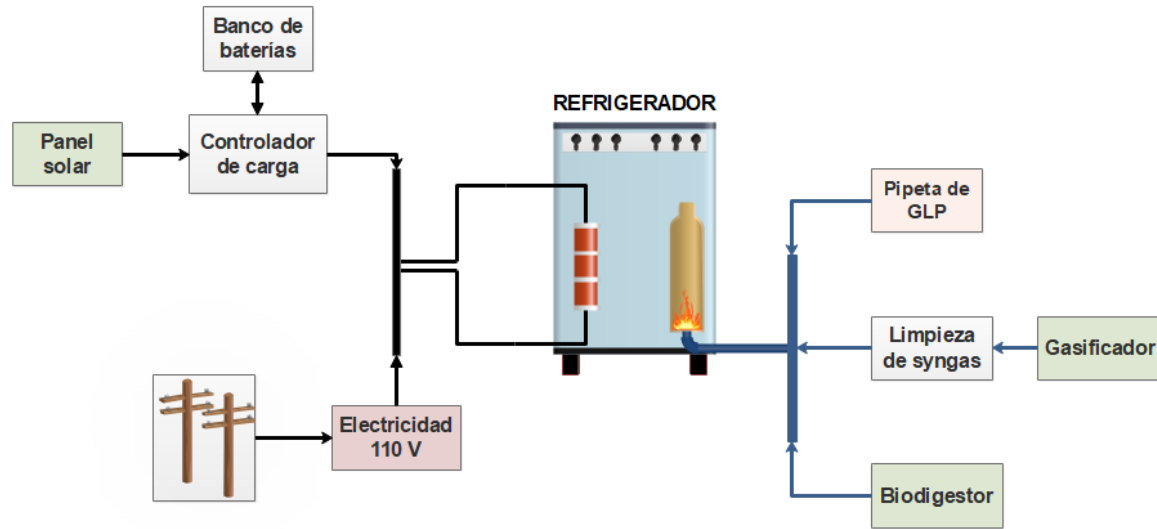 Banco de
baterías
REFRIGERADOR
Panel
solar
Controlador
de carga
Pipeta de
GLP
Limpieza
de syngas
Gasificador
Electricidad
110 V
Biodigestor